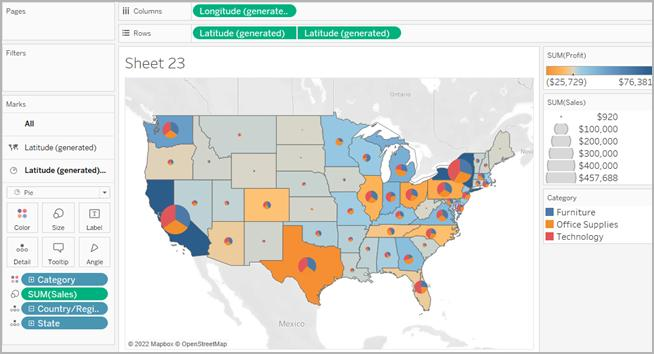 Pages
Filters
Marks
All
Latitude (generated)
Latitude (generated)...
Pie
Color
Size
Label
Detail
Tooltip
Angle
Category
SUM(Sales)
Country/Regi..
State
Columns
Longitude (generate..
Rows
Latitude (generated)
Latitude (generated)
Sheet 23
Ontario
Mexico
© 2022 Mapbox © OpenStreetMap
SUM(Profit)
($25,729)
$76,381
SUM(Sales)
$920
$100,000
$200,000
$300,000
$400,000
$457,688
Category
Furniture
Office Supplies
Technology